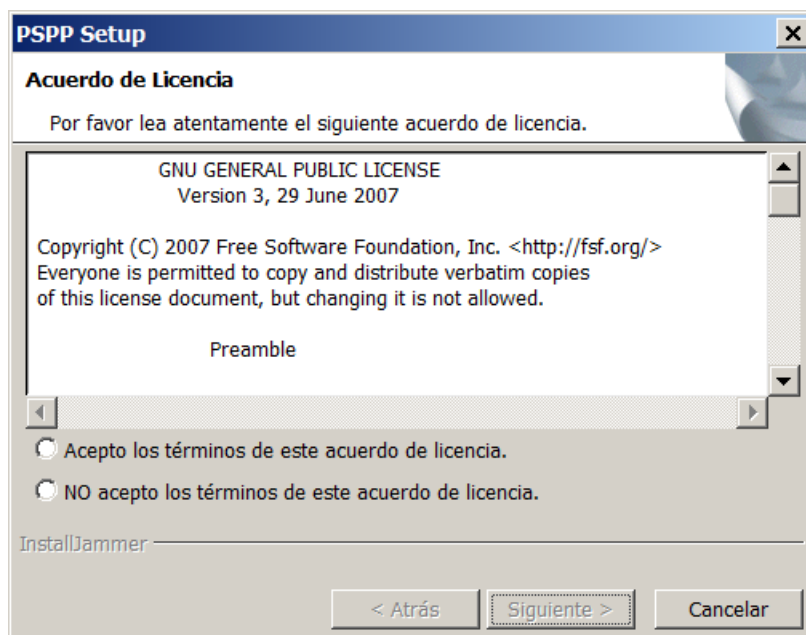 PSPP Setup
Acuerdo de Licencia
Por favor lea atentamente el siguiente acuerdo de licencia.
GNU GENERAL PUBLIC LICENSE
Version 3, 29 June 2007
Copyright (C) 2007 Free Software Foundation, Inc. <http://fsf.org/>
Everyone is permitted to copy and distribute verbatim copies
of this license document, but changing it is not allowed.
Preamble
Acepto los términos de este acuerdo de licencia.
NO acepto los términos de este acuerdo de licencia.
InstallJammer
< Atrás Siguiente > Cancelar